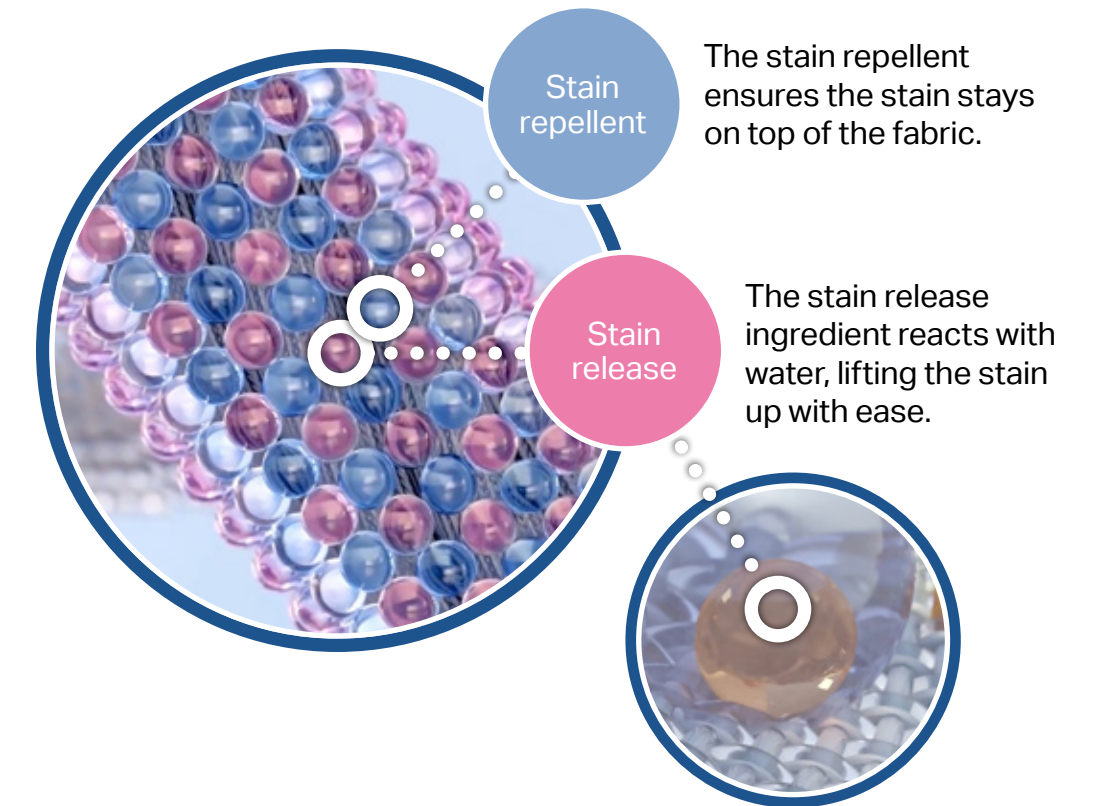 Stain
repellent
The stain repellent
ensures the stain stays
on top of the fabric.
Stain
release
The stain release
ingredient reacts with
water, lifting the stain
up with ease.